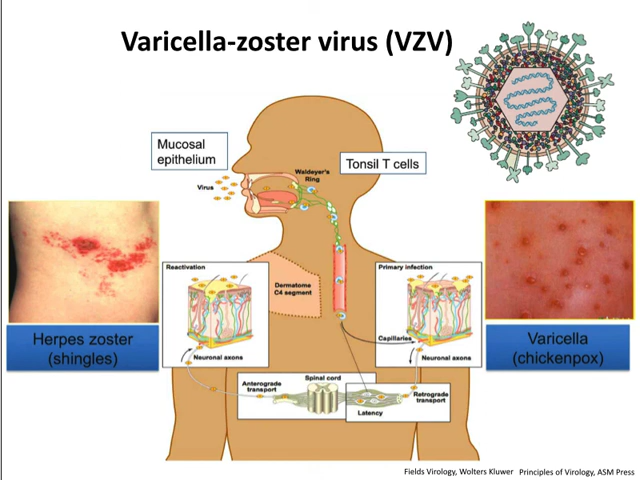 Varicella-zoster virus (VZV)
Mucosal
epithelium
Virus
Waldeyer's
Ring
Tonsil T cells
Reactivation
Dermatome
C4 segment
Primary infection
Capillaries
Neuronal axons
Neuronal axons
Herpes zoster
(shingles)
Varicella
(chickenpox)
Anterograde
transport
Spinal cord
Latency
Retrograde
transport
Fields Virology, Wolters Kluwer Principles of Virology, ASM Press